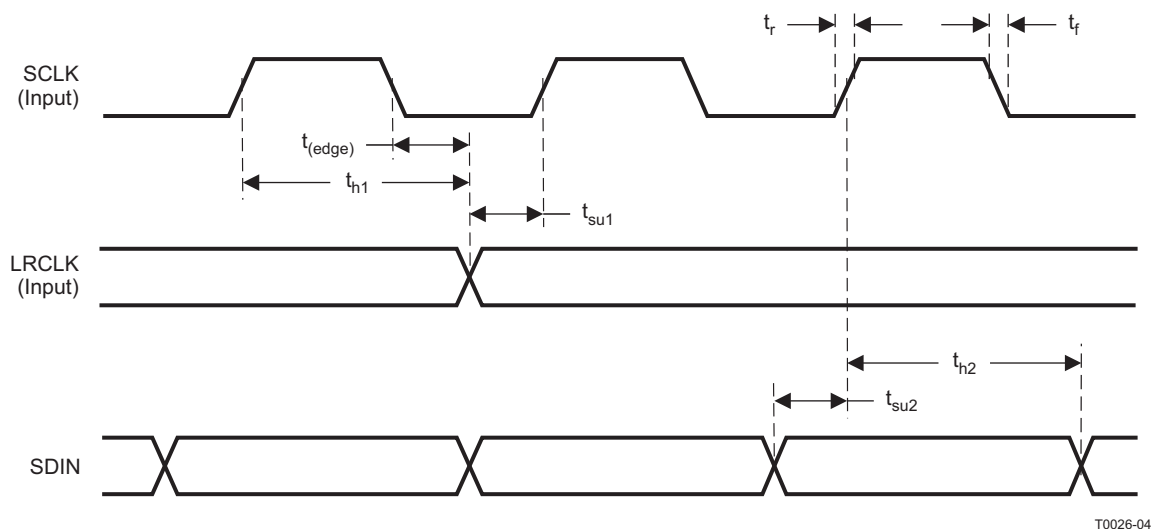 t_r
t_f
SCLK
(Input)
t_(edge)
t_h1
t_su1
LRCLK
(Input)
t_h2
t_su2
SDIN
T0026-04